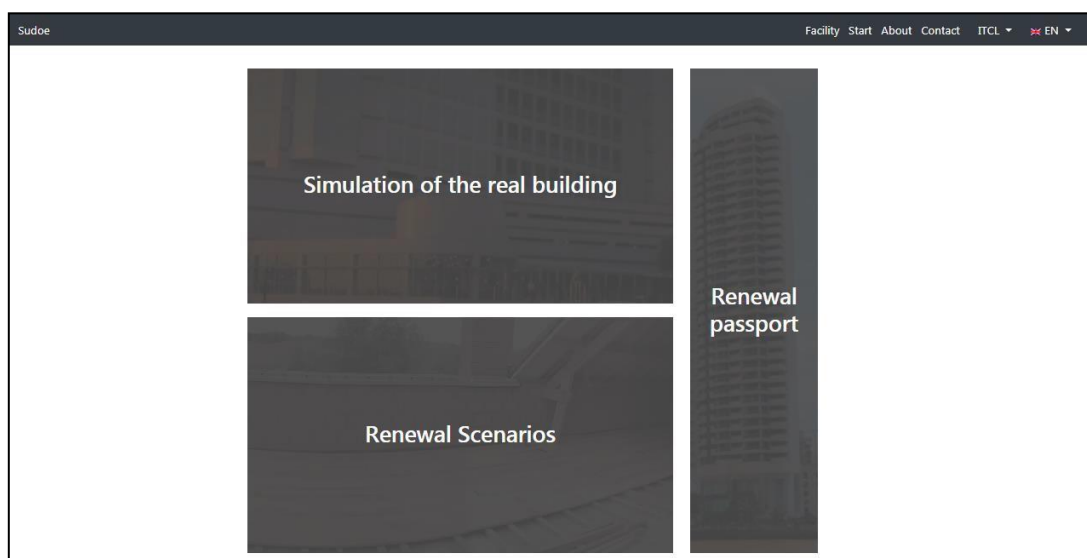 Sudoe
Facility Start About Contact ITCL EN
Simulation of the real building
Renewal
passport
Renewal Scenarios